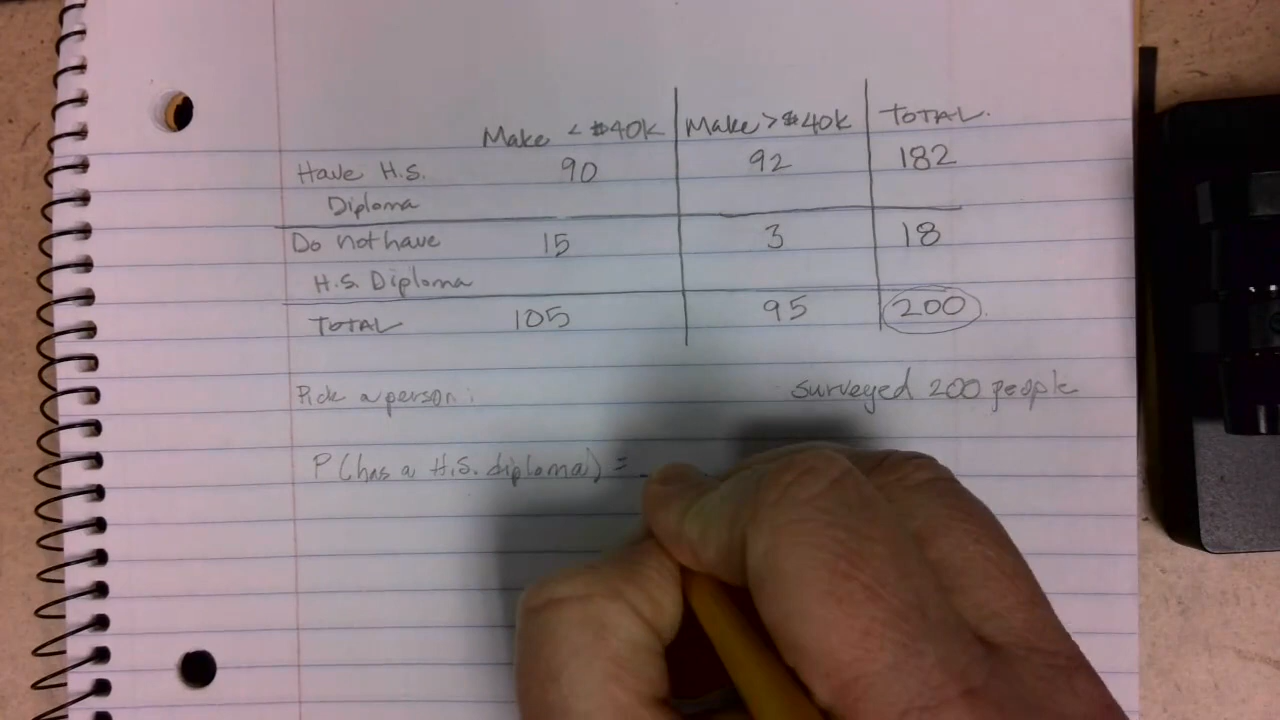 Make < $40K Make > $40K TOTAL.
Have H.S. 90 92 182
Diploma
Do not have 15 3 18
H.S. Diploma
TOTAL 105 95 200
Pick a person: surveyed 200 people
P(has a H.S. diploma) =